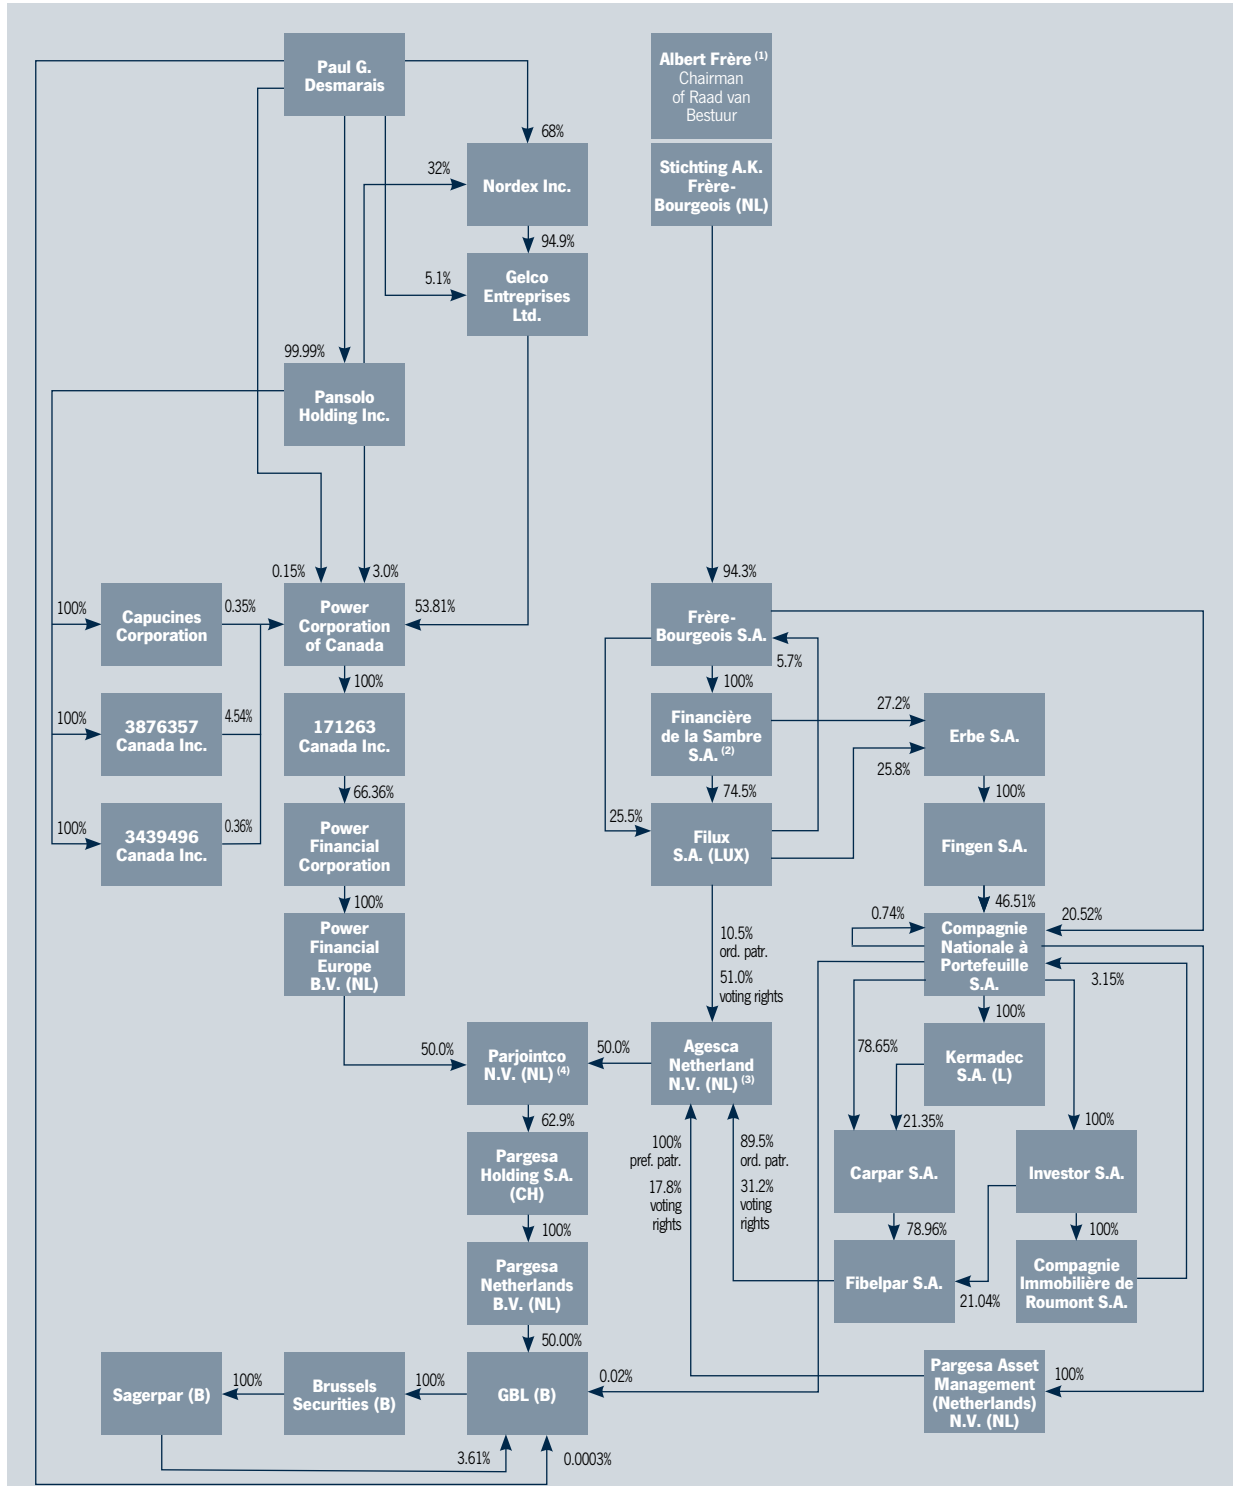 Paul G.
Desmarais
Albert Frère (1)
Chairman
of Raad van
Bestuur
68%
32%
Nordex Inc.
Stichting A.K.
Frère-
Bourgeois (NL)
94.9%
5.1%
Gelco
Entreprises
Ltd.
99.99%
Pansolo
Holding Inc.
0.15%
3.0%
94.3%
100%
Capucines
Corporation
0.35%
Power
Corporation
of Canada
53.81%
Frère-
Bourgeois S.A.
5.7%
100%
100%
100%
3876357
Canada Inc.
4.54%
171263
Canada Inc.
Financière
de la Sambre
S.A. (2)
27.2%
Erbe S.A.
25.8%
66.36%
74.5%
100%
100%
3439496
Canada Inc.
0.36%
Power
Financial
Corporation
25.5%
Filux
S.A. (LUX)
Fingen S.A.
100%
46.51%
0.74%
20.52%
Power
Financial
Europe
B.V. (NL)
10.5%
ord. patr.
51.0%
voting rights
Compagnie
Nationale à
Portefeuille
S.A.
3.15%
100%
50.0%
Parjointco
N.V. (NL) (4)
50.0%
Agesca
Netherland
N.V. (NL) (3)
78.65%
Kermadec
S.A. (L)
62.9%
21.35%
100%
Pargesa
Holding S.A.
(CH)
100%
pref. patr.
17.8%
voting
rights
89.5%
ord. patr.
31.2%
voting
rights
Carpar S.A.
Investor S.A.
100%
78.96%
100%
Pargesa
Netherlands
B.V. (NL)
Fibelpar S.A.
21.04%
Compagnie
Immobilière de
Roumont S.A.
50.00%
Sagerpar (B)
100%
Brussels
Securities (B)
100%
GBL (B)
0.02%
Pargesa Asset
Management
(Netherlands)
N.V. (NL)
100%
3.61%
0.0003%